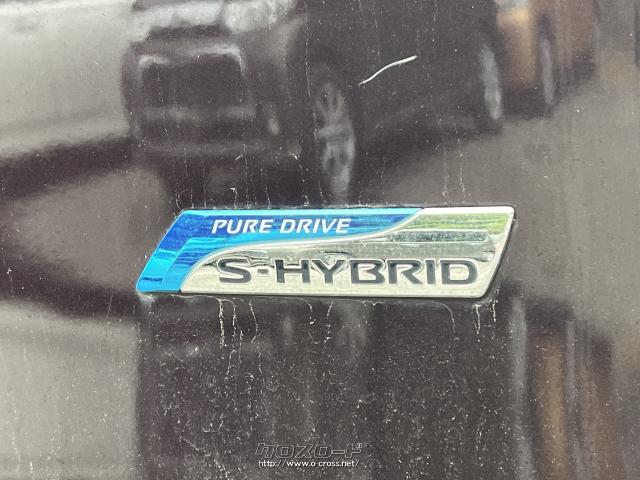 PURE DRIVE
S-HYBRID
クロスロード
http://www.o-cross.net/